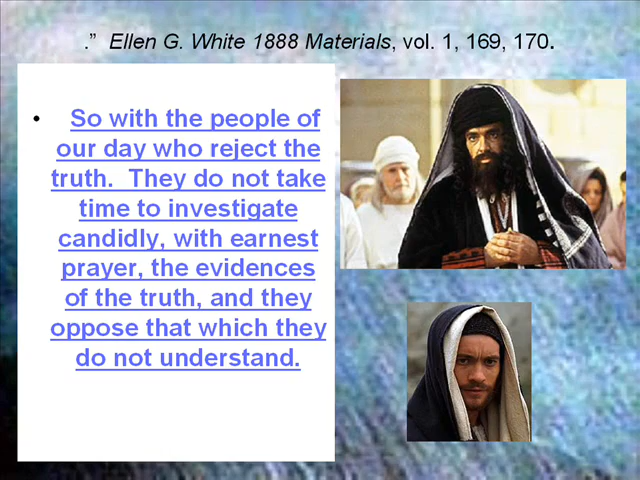 .” Ellen G. White 1888 Materials, vol. 1, 169, 170.
• So with the people of
our day who reject the
truth. They do not take
time to investigate
candidly, with earnest
prayer, the evidences
of the truth, and they
oppose that which they
do not understand.